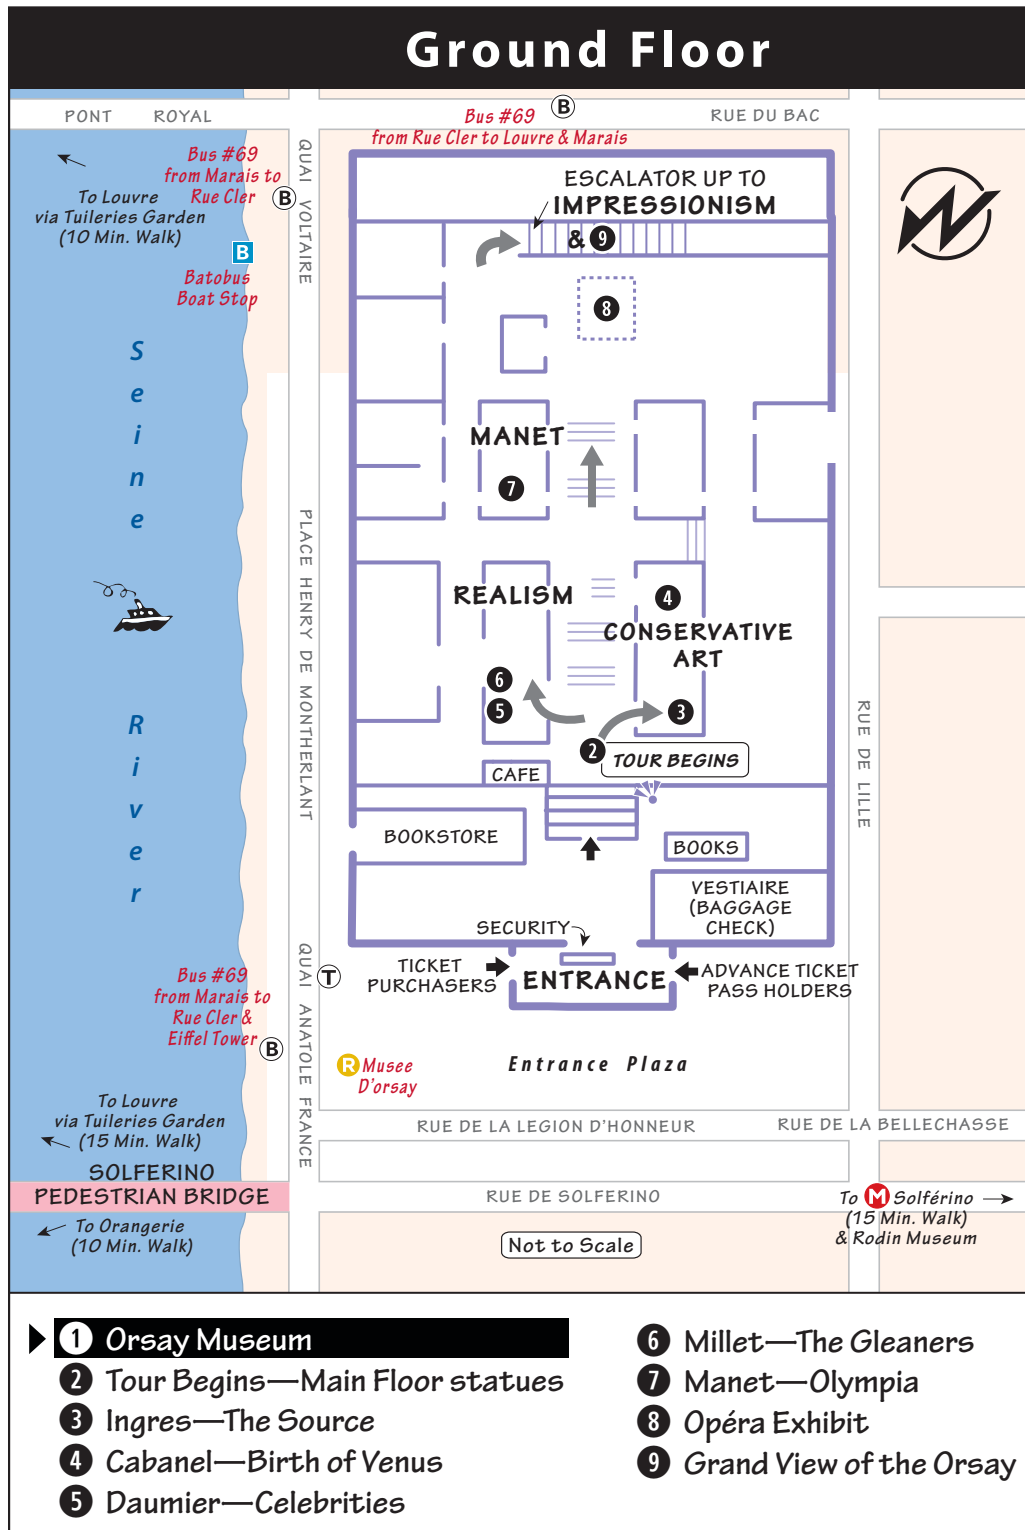 Ground Floor
PONT ROYAL
Bus #69
from Rue Cler to Louvre & Marais
B
RUE DU BAC
QUAI VOLTAIRE
Bus #69
from Marais to
Rue Cler
B
To Louvre
via Tuileries Garden
(10 Min. Walk)
B
Batobus
Boat Stop
ESCALATOR UP TO
IMPRESSIONISM
& 9
8
Seine
River
MANET
7
PLACE HENRY DE MONTHERLANT
REALISM
4
CONSERVATIVE
ART
6
5
3
2
TOUR BEGINS
RUE DE LILLE
CAFE
BOOKSTORE
BOOKS
VESTIAIRE
(BAGGAGE
CHECK)
SECURITY
TICKET
PURCHASERS
ENTRANCE
ADVANCE TICKET
PASS HOLDERS
QUAI ANATOLE FRANCE
T
Bus #69
from Marais to
Rue Cler &
Eiffel Tower
B
R Musee
D'orsay
Entrance Plaza
To Louvre
via Tuileries Garden
(15 Min. Walk)
RUE DE LA LEGION D'HONNEUR
RUE DE LA BELLECHASSE
SOLFERINO
PEDESTRIAN BRIDGE
RUE DE SOLFERINO
To M Solférino
(15 Min. Walk)
& Rodin Museum
To Orangerie
(10 Min. Walk)
Not to Scale
1 Orsay Museum
2 Tour Begins—Main Floor statues
3 Ingres—The Source
4 Cabanel—Birth of Venus
5 Daumier—Celebrities
6 Millet—The Gleaners
7 Manet—Olympia
8 Opéra Exhibit
9 Grand View of the Orsay